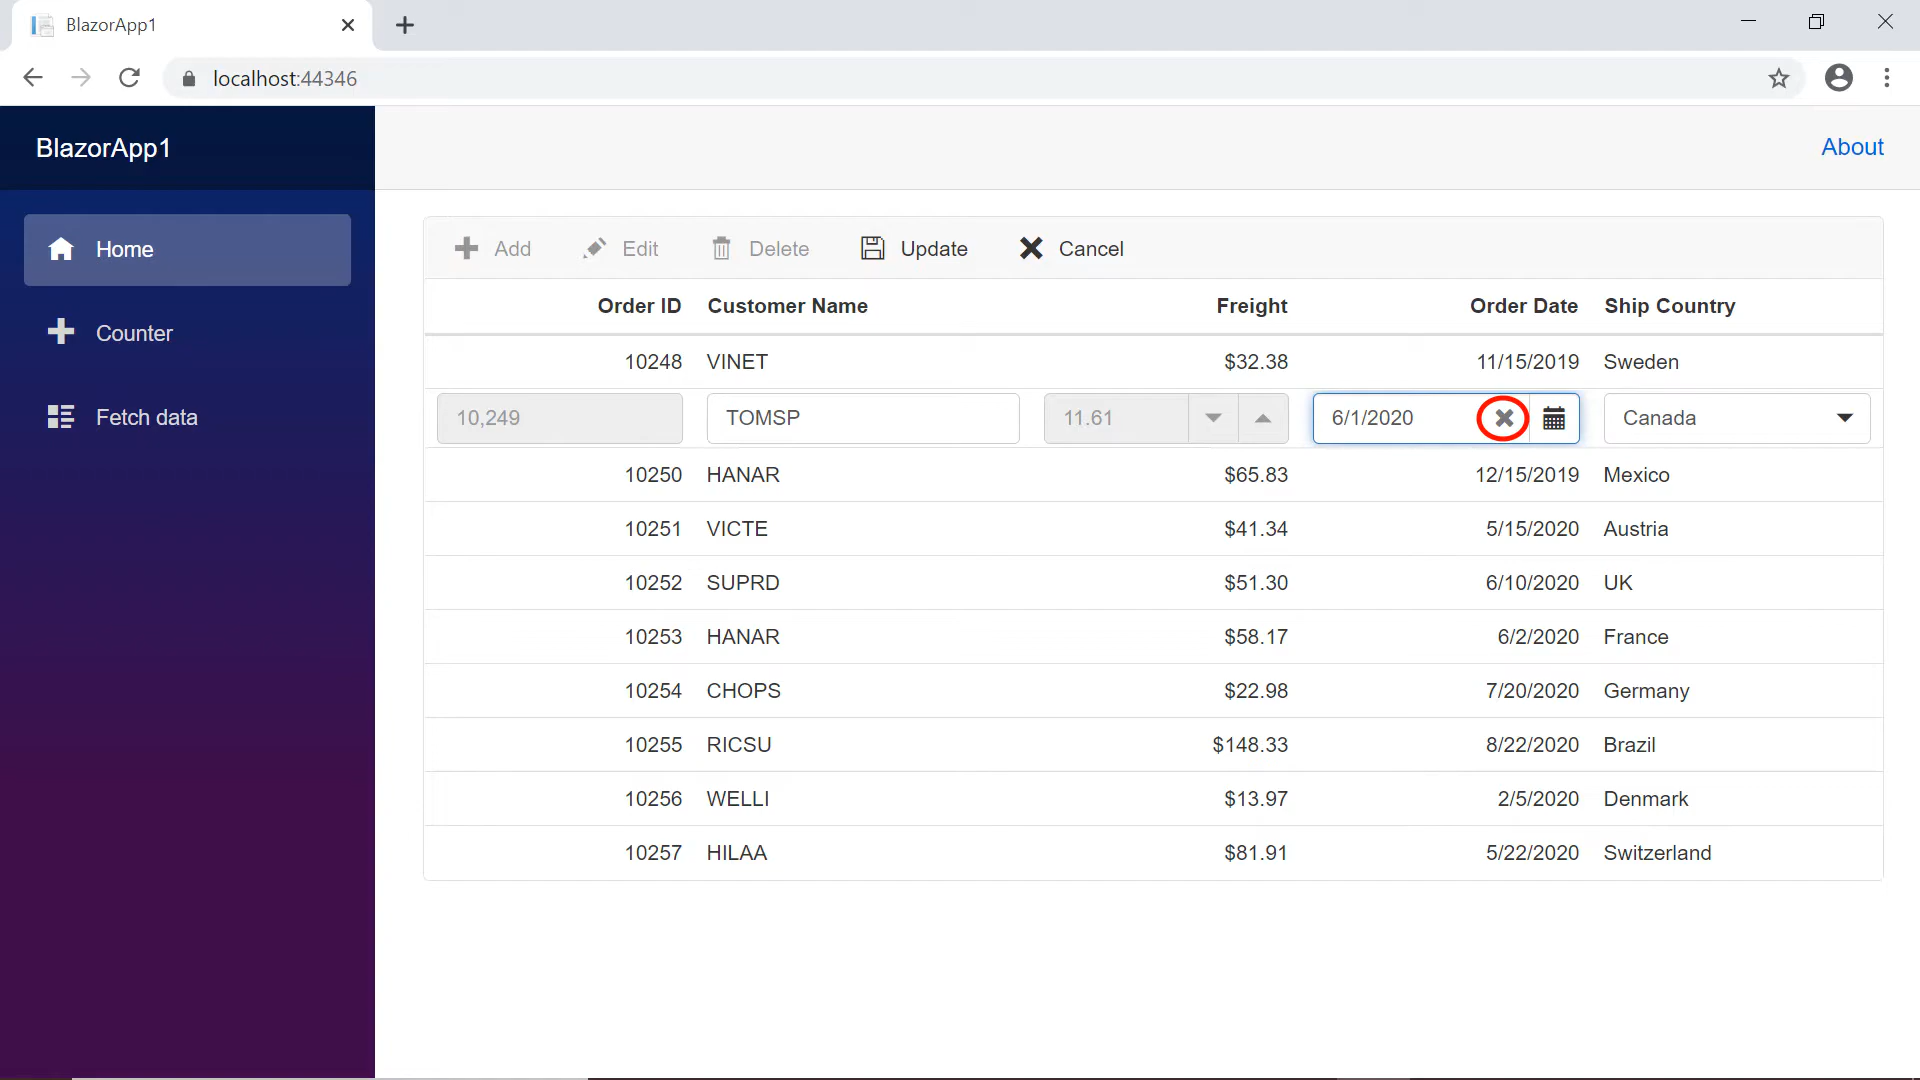 BlazorApp1
localhost:44346
BlazorApp1
About
Home
Counter
Fetch data
Add Edit Delete Update Cancel
Order ID Customer Name Freight Order Date Ship Country
10248 VINET $32.38 11/15/2019 Sweden
10,249 TOMSP 11.61 6/1/2020 Canada
10250 HANAR $65.83 12/15/2019 Mexico
10251 VICTE $41.34 5/15/2020 Austria
10252 SUPRD $51.30 6/10/2020 UK
10253 HANAR $58.17 6/2/2020 France
10254 CHOPS $22.98 7/20/2020 Germany
10255 RICSU $148.33 8/22/2020 Brazil
10256 WELLI $13.97 2/5/2020 Denmark
10257 HILAA $81.91 5/22/2020 Switzerland